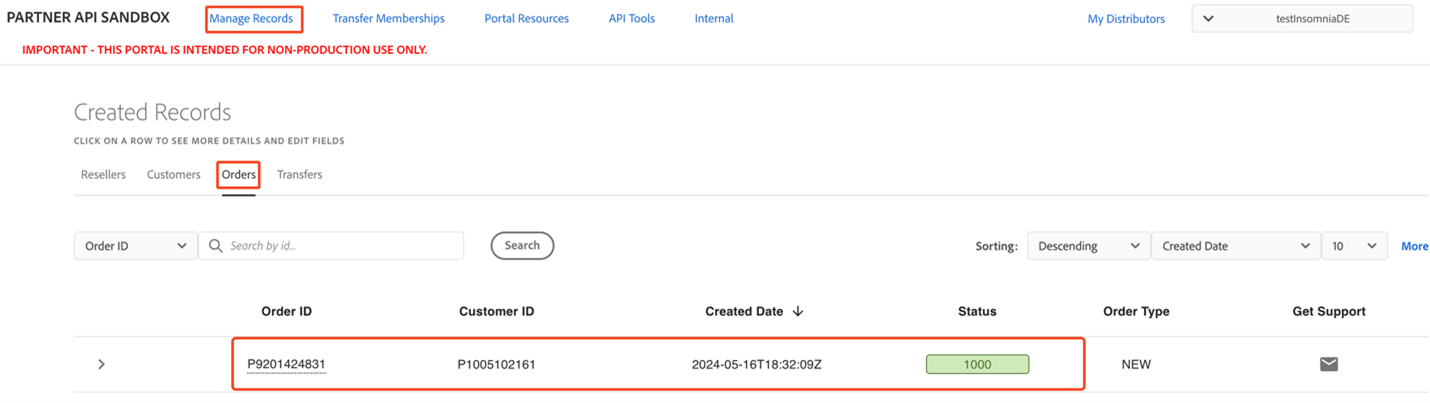 PARTNER API SANDBOX Manage Records Transfer Memberships Portal Resources API Tools Internal My Distributors testInsomniaDE
IMPORTANT - THIS PORTAL IS INTENDED FOR NON-PRODUCTION USE ONLY.
Created Records
CLICK ON A ROW TO SEE MORE DETAILS AND EDIT FIELDS
Resellers Customers Orders Transfers
Order ID Search by id... Search Sorting: Descending Created Date 10 More
Order ID Customer ID Created Date Status Order Type Get Support
P9201424831 P1005102161 2024-05-16T18:32:09Z 1000 NEW